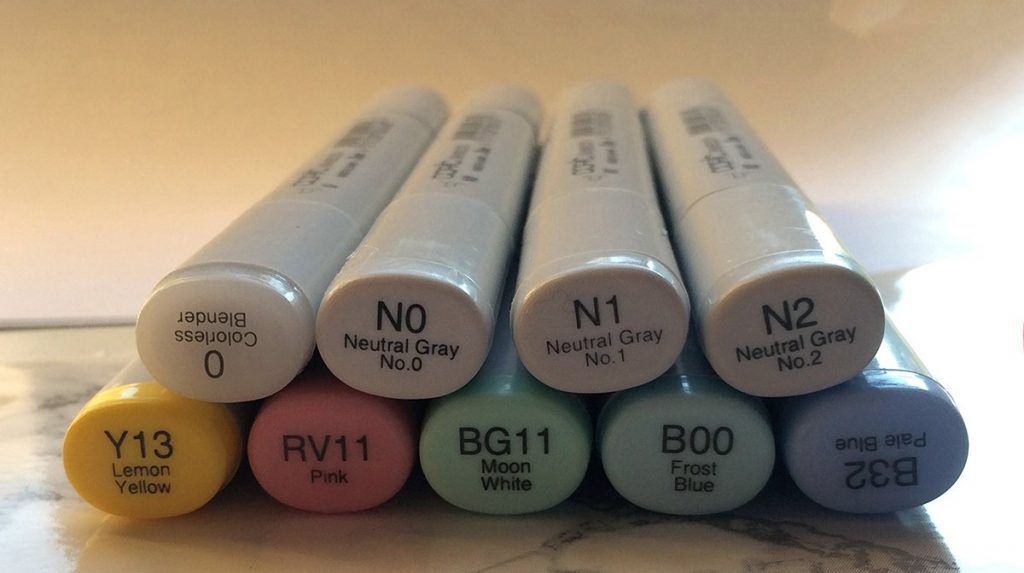 0
Colorless
Blender
N0
Neutral Gray
No.0
N1
Neutral Gray
No.1
N2
Neutral Gray
No.2
Y13
Lemon
Yellow
RV11
Pink
BG11
Moon
White
B00
Frost
Blue
B32
Pale Blue